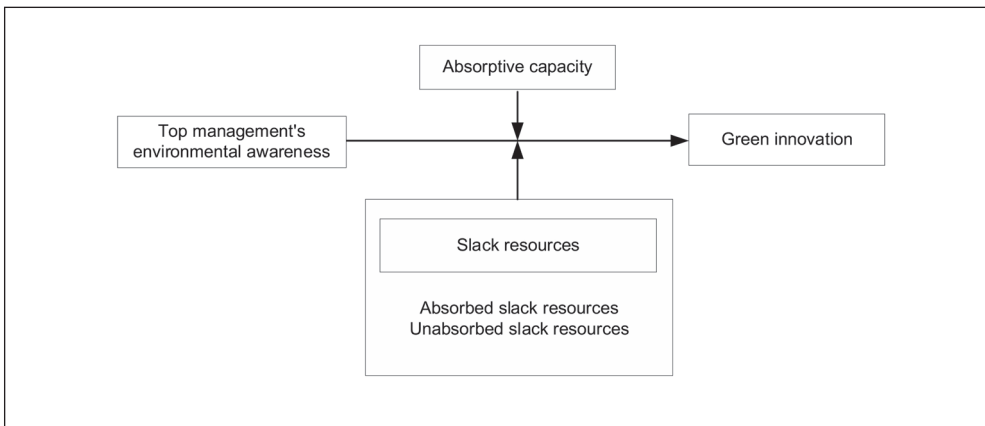 Absorptive capacity
Top management's
environmental awareness
Green innovation
Slack resources
Absorbed slack resources
Unabsorbed slack resources